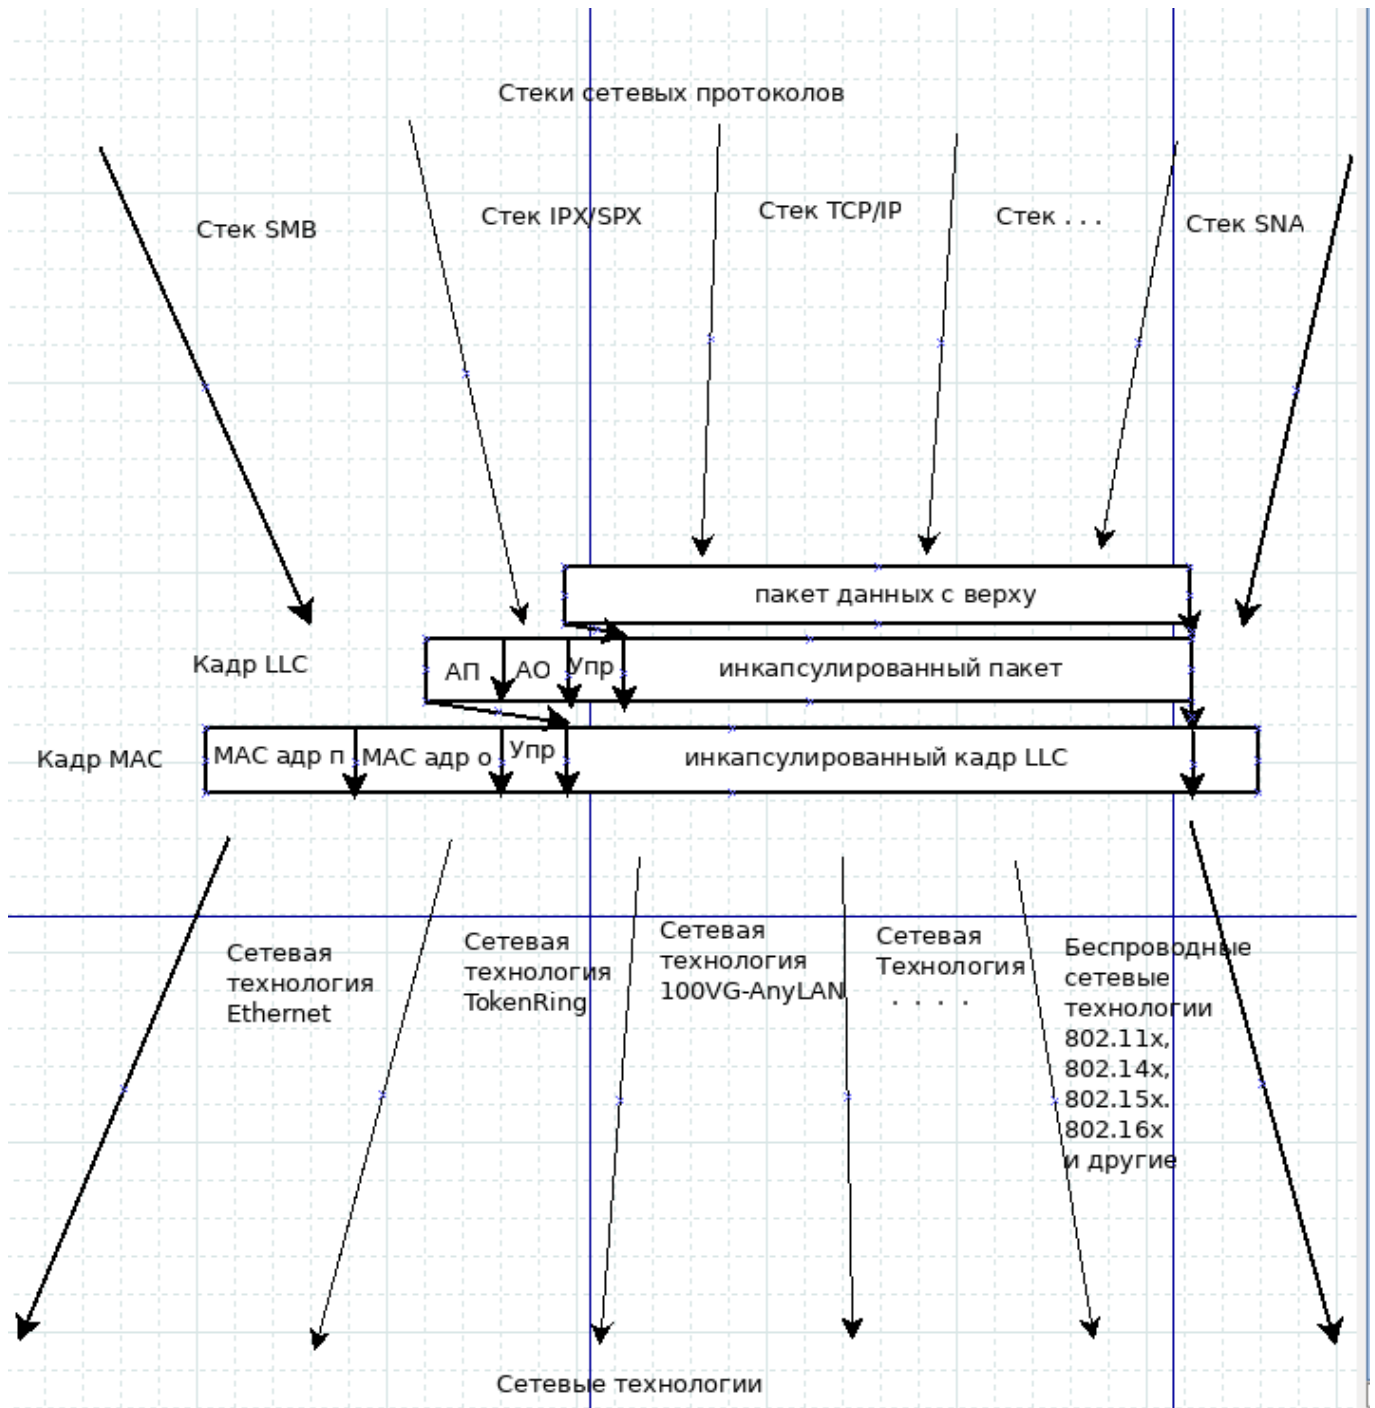 Стеки сетевых протоколов
Стек SMB
Стек IPX/SPX
Стек TCP/IP
Стек . . .
Стек SNA
пакет данных с верху
Кадр LLC
АП
АО
Упр
инкапсулированный пакет
Кадр МАС
МАС адр п
МАС адр о
Упр
инкапсулированный кадр LLC
Сетевая
технология
Ethernet
Сетевая
технология
TokenRing
Сетевая
технология
100VG-AnyLAN
Сетевая
Технология
. . . .
Беспроводные
сетевые
технологии
802.11x,
802.14x,
802.15x.
802.16x
и другие
Сетевые технологии